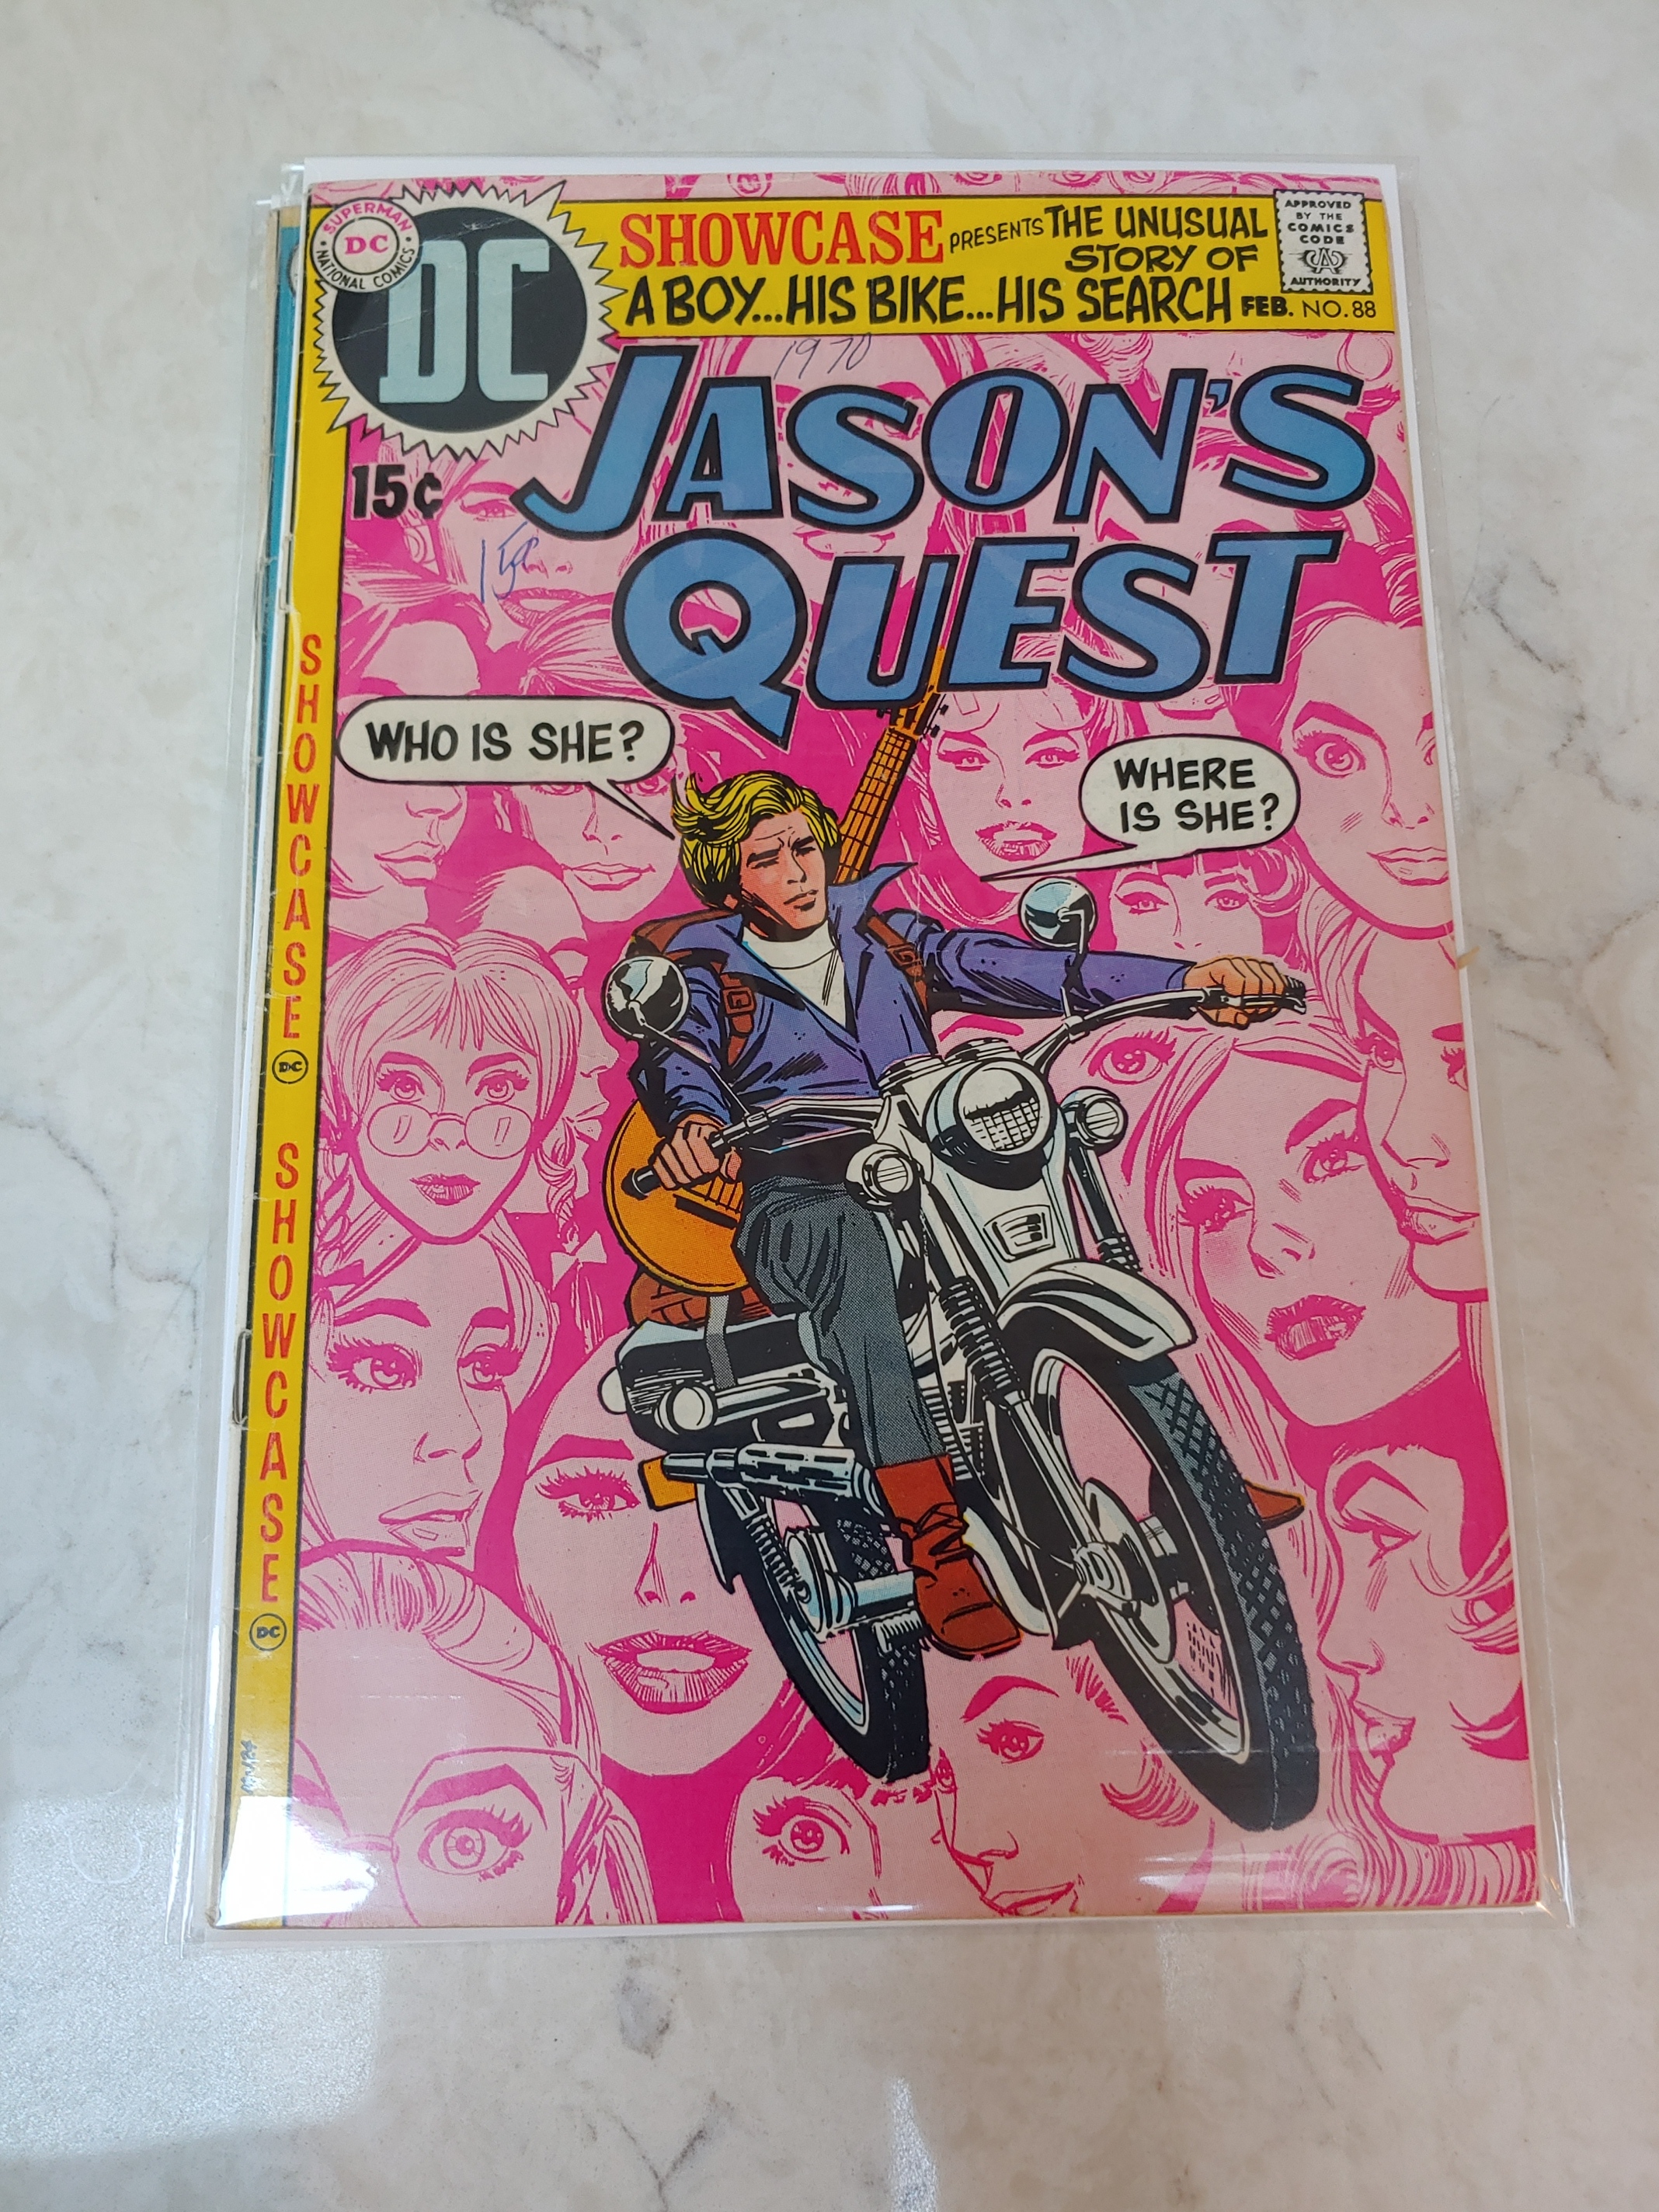 SUPERMAN
DC
NATIONAL COMICS
DC
SHOWCASE PRESENTS THE UNUSUAL
STORY OF
A BOY...HIS BIKE...HIS SEARCH FEB. NO. 88
APPROVED
BY THE
COMICS
CODE
AUTHORITY
1970
JASON'S
QUEST
15¢
15¢
WHO IS SHE?
WHERE
IS SHE?
SHOWCASE DC SHOWCASE DC